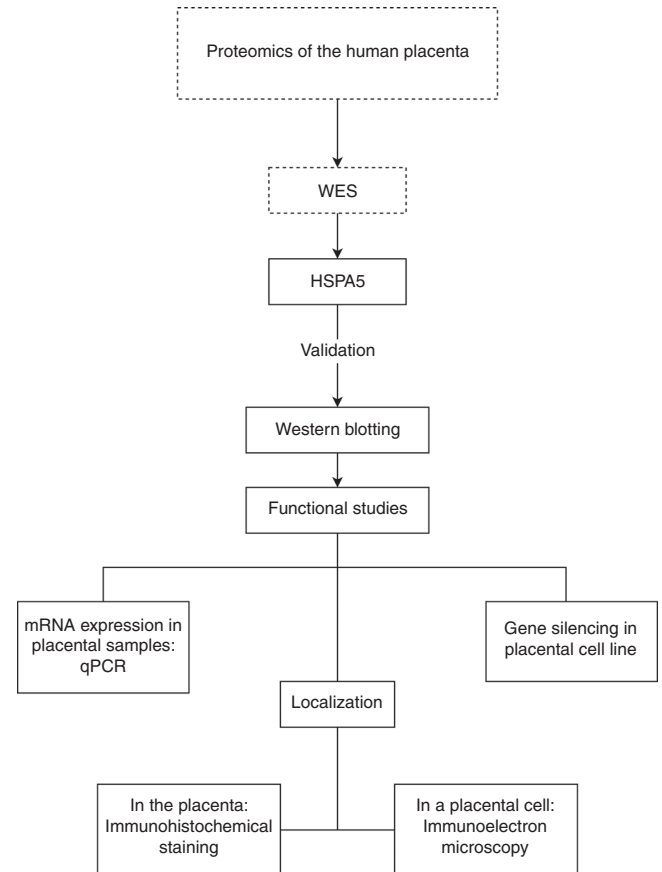 Proteomics of the human placenta
WES
HSPA5
Validation
Western blotting
Functional studies
mRNA expression in
placental samples:
qPCR
Gene silencing in
placental cell line
Localization
In the placenta:
Immunohistochemical
staining
In a placental cell:
Immunoelectron
microscopy